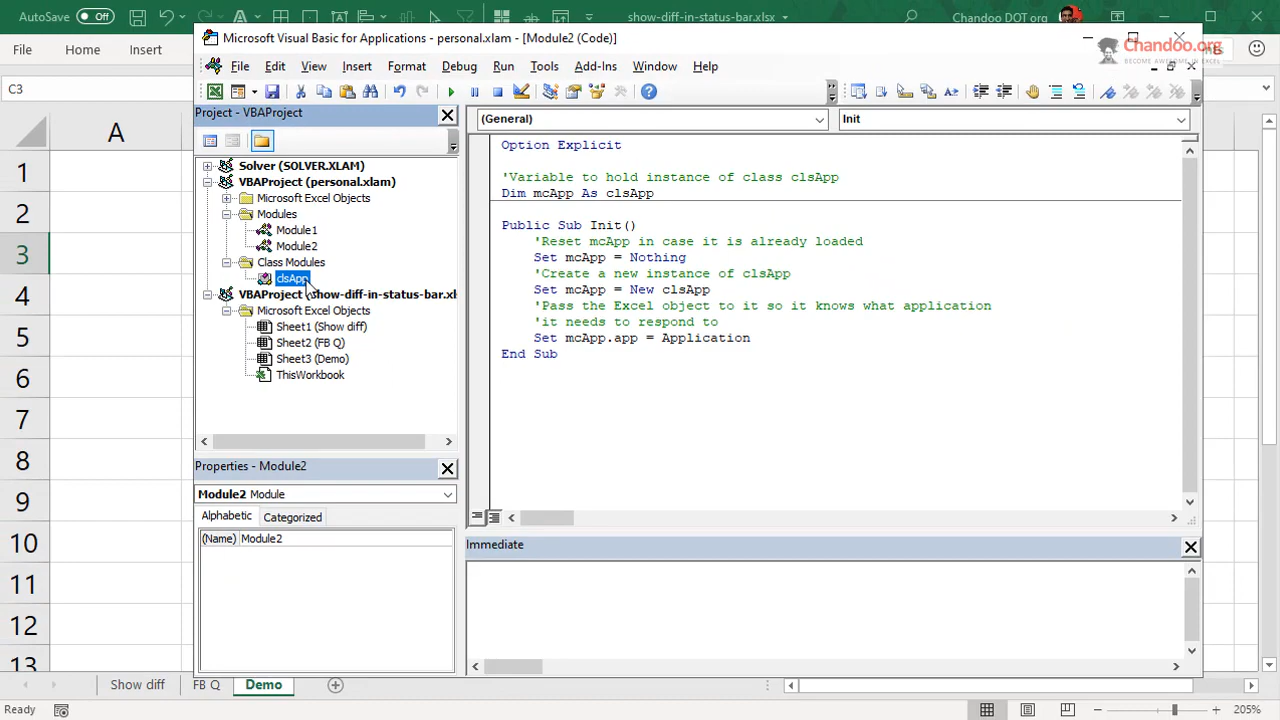 AutoSave Off
show-diff-in-status-bar.xlsx
Chandoo DOT org
File Home Insert
Microsoft Visual Basic for Applications - personal.xlam - [Module2 (Code)]
Chandoo.org
BECOME AWESOME IN EXCEL
File Edit View Insert Format Debug Run Tools Add-Ins Window Help
C3
Project - VBAProject
Solver (SOLVER.XLAM)
VBAProject (personal.xlam)
Microsoft Excel Objects
Modules
Module1
Module2
Class Modules
clsApp
VBAProject (show-diff-in-status-bar.xls
Microsoft Excel Objects
Sheet1 (Show diff)
Sheet2 (FB Q)
Sheet3 (Demo)
ThisWorkbook
Properties - Module2
Module2 Module
Alphabetic Categorized
(Name) Module2
(General) Init
Option Explicit
'Variable to hold instance of class clsApp
Dim mcApp As clsApp
Public Sub Init()
'Reset mcApp in case it is already loaded
Set mcApp = Nothing
'Create a new instance of clsApp
Set mcApp = New clsApp
'Pass the Excel object to it so it knows what application
'it needs to respond to
Set mcApp.app = Application
End Sub
Immediate
A
1
2
3
4
5
6
7
8
9
10
11
12
13
Show diff FB Q Demo
Ready
205%